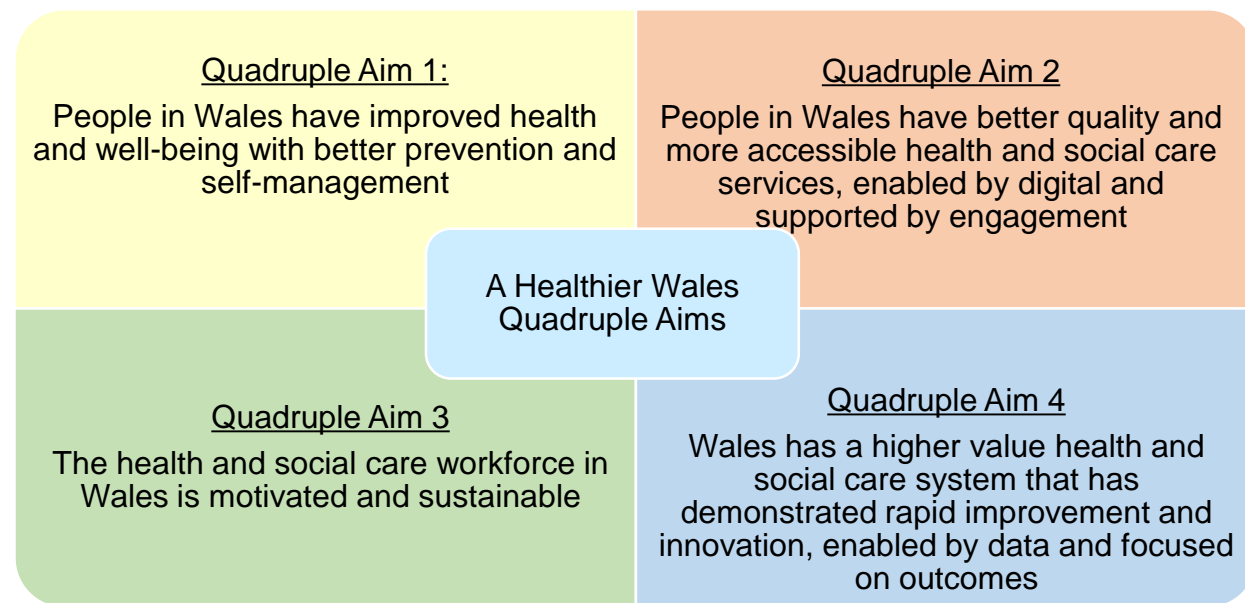 Quadruple Aim 1:
People in Wales have improved health
and well-being with better prevention and
self-management
Quadruple Aim 2
People in Wales have better quality and
more accessible health and social care
services, enabled by digital and
supported by engagement
A Healthier Wales
Quadruple Aims
Quadruple Aim 3
The health and social care workforce in
Wales is motivated and sustainable
Quadruple Aim 4
Wales has a higher value health and
social care system that has
demonstrated rapid improvement and
innovation, enabled by data and focused
on outcomes